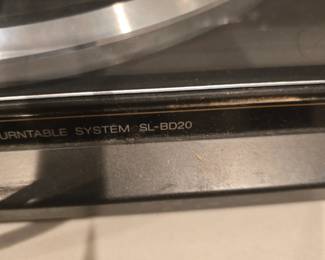 URNTABLE SYSTEM SL-BD20